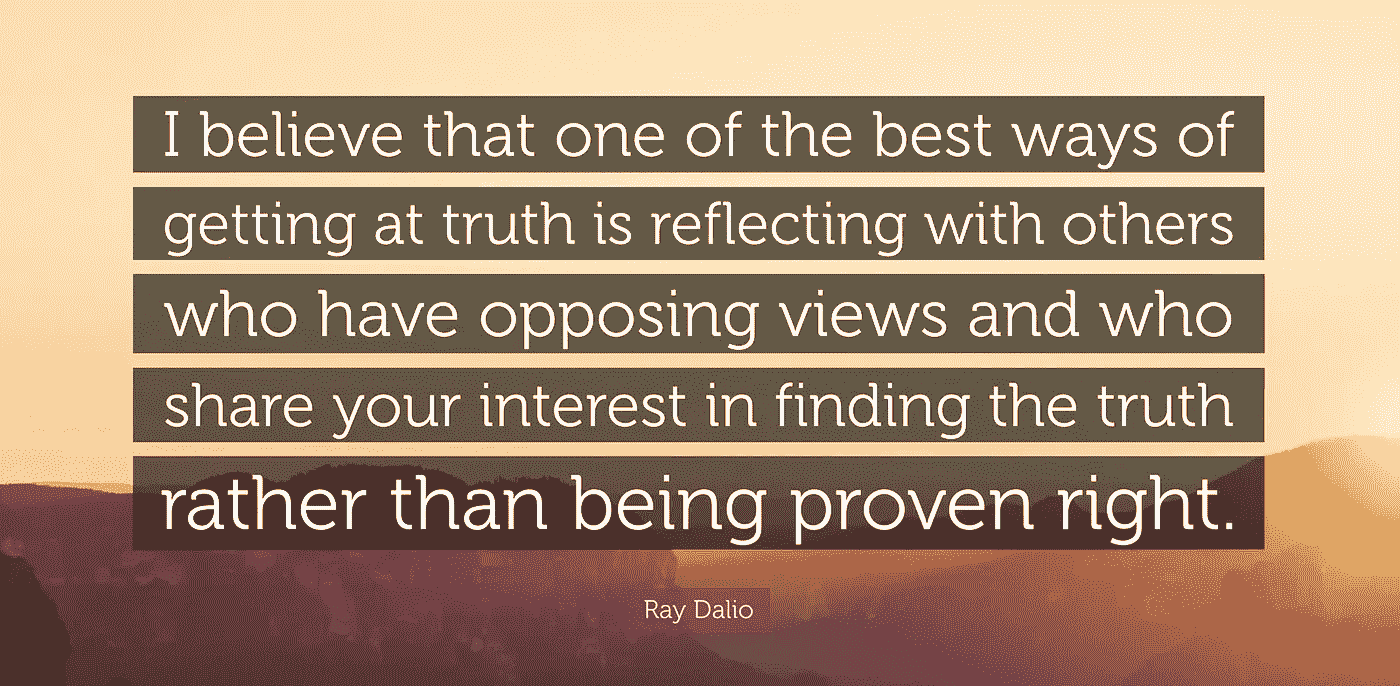 I believe that one of the best ways of
getting at truth is reflecting with others
who have opposing views and who
share your interest in finding the truth
rather than being proven right.
Ray Dalio